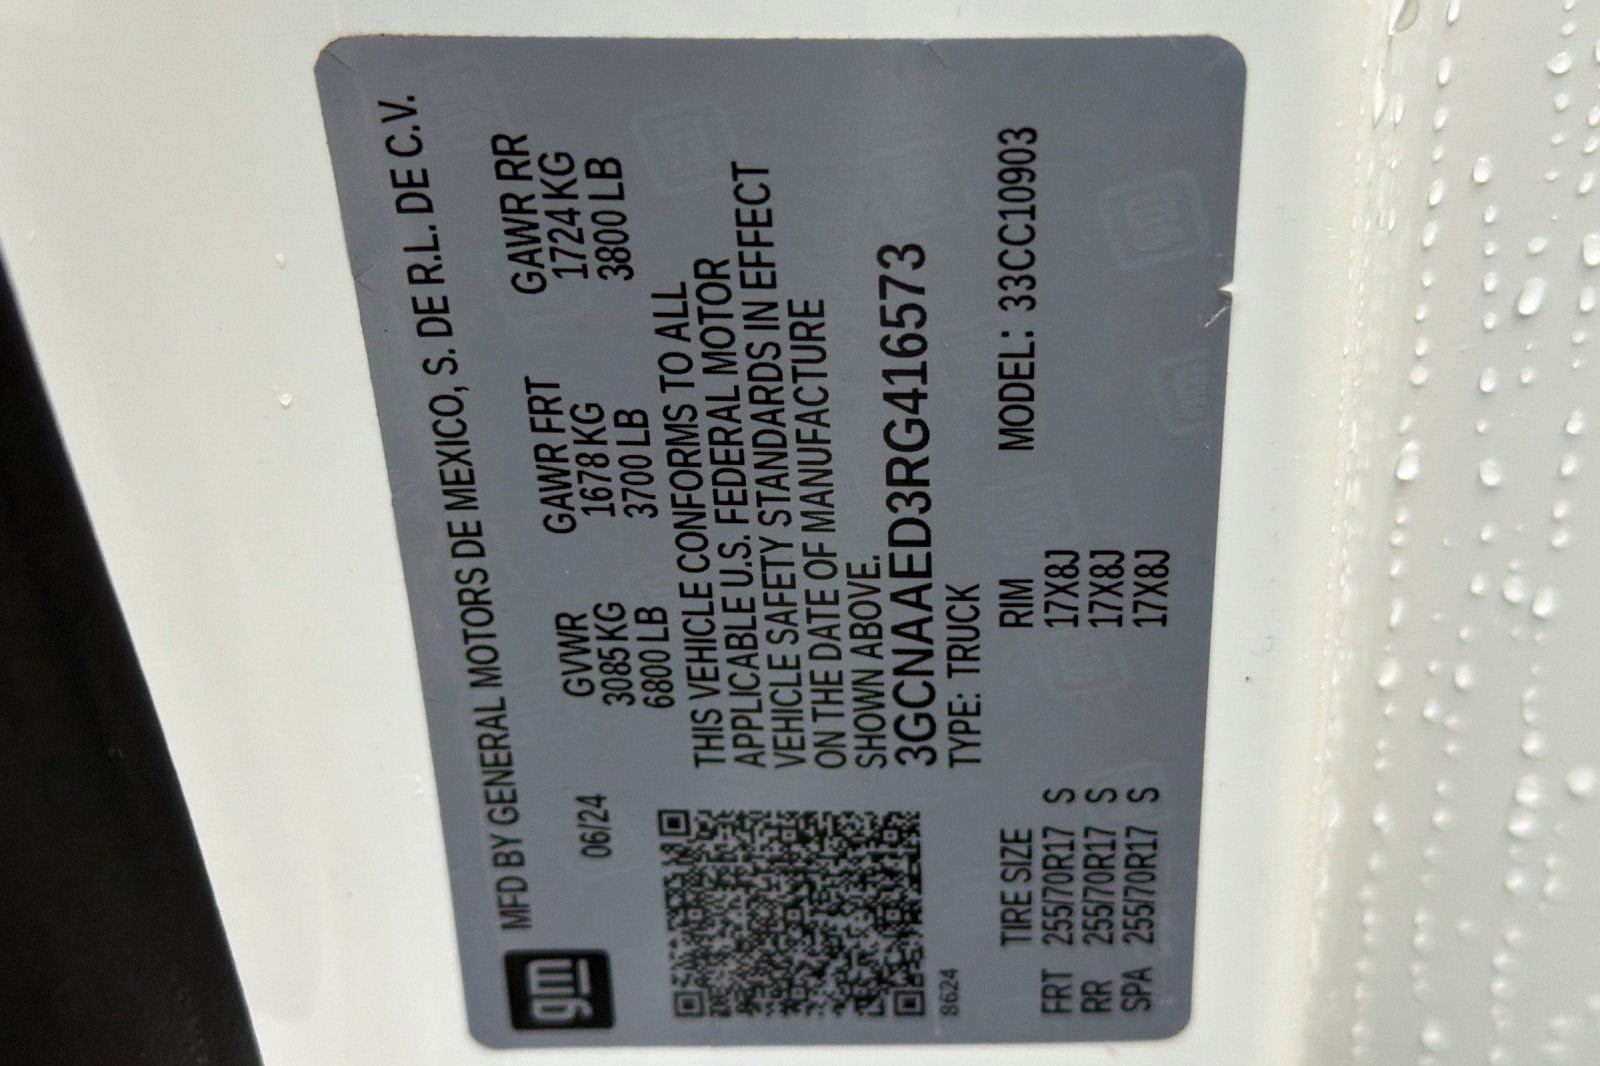 gm
MFD BY GENERAL MOTORS DE MEXICO, S. DE R.L. DE C.V.
06/24 GVWR GAWR FRT GAWR RR
3085 KG 1678 KG 1724 KG
6800 LB 3700 LB 3800 LB
THIS VEHICLE CONFORMS TO ALL
APPLICABLE U.S. FEDERAL MOTOR
VEHICLE SAFETY STANDARDS IN EFFECT
ON THE DATE OF MANUFACTURE
SHOWN ABOVE.
3GCNAAED3RG416573
TYPE: TRUCK
8624
TIRE SIZE RIM MODEL: 33CC10903
FRT 255/70R17 S 17X8J
RR 255/70R17 S 17X8J
SPA 255/70R17 S 17X8J